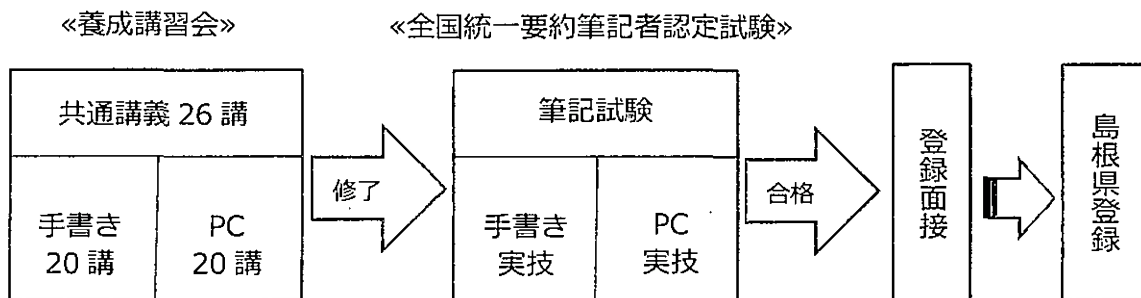 ≪養成講習会≫
≪全国統一要約筆記者認定試験≫
共通講義 26 講
手書き
20 講
PC
20 講
修了
筆記試験
手書き
実技
PC
実技
合格
登録面接
島根県登録